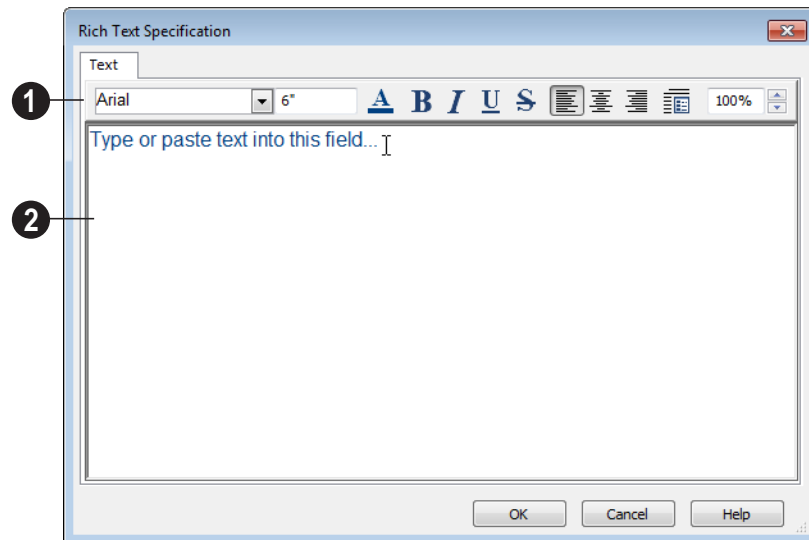 Rich Text Specification
Text
1
Arial 6" A B I U S 100%
Type or paste text into this field...
2
OK Cancel Help